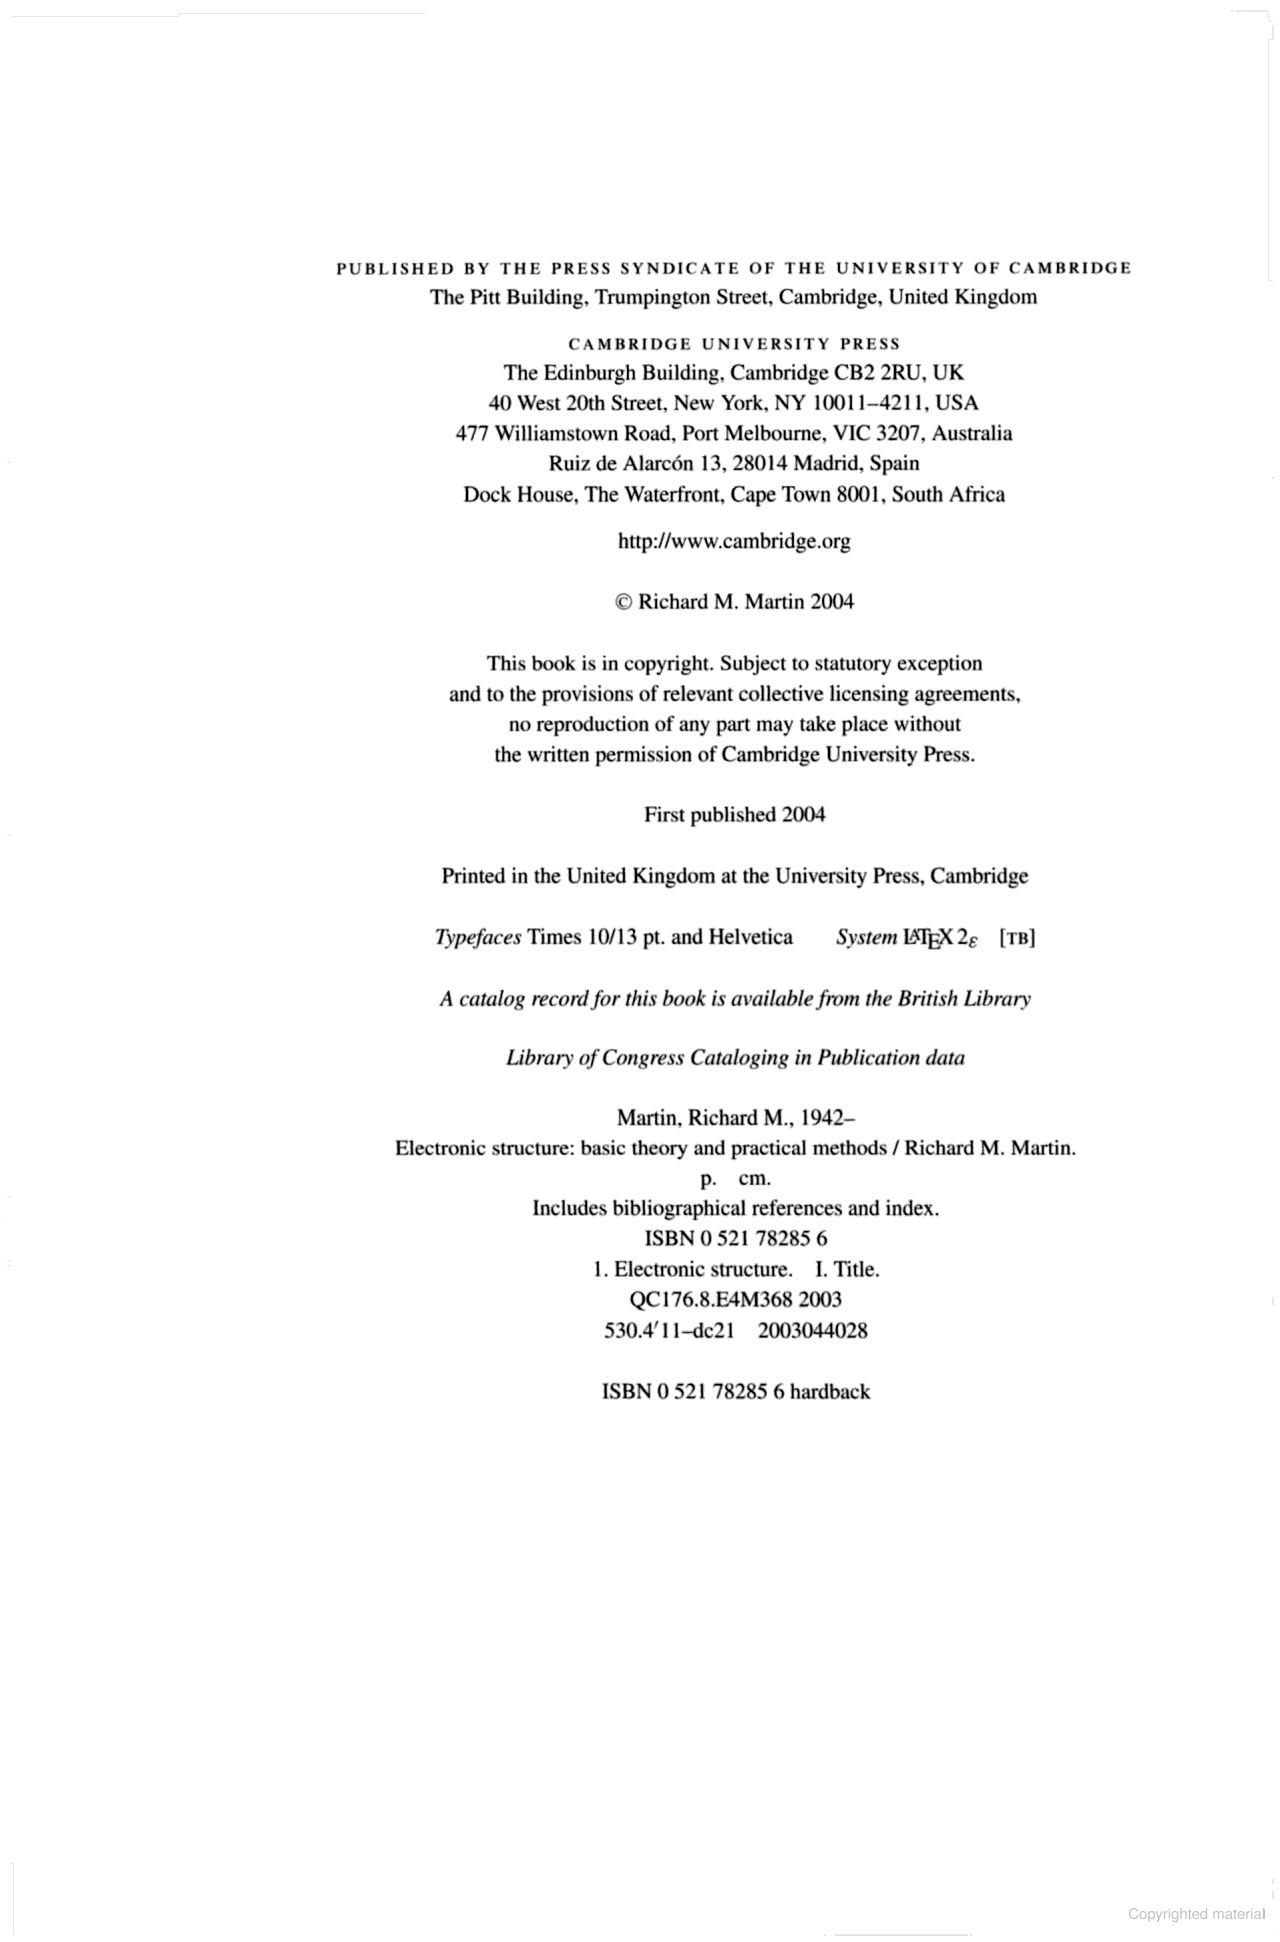 PUBLISHED BY THE PRESS SYNDICATE OF THE UNIVERSITY OF CAMBRIDGE
The Pitt Building, Trumpington Street, Cambridge, United Kingdom
CAMBRIDGE UNIVERSITY PRESS
The Edinburgh Building, Cambridge CB2 2RU, UK
40 West 20th Street, New York, NY 10011–4211, USA
477 Williamstown Road, Port Melbourne, VIC 3207, Australia
Ruiz de Alarcón 13, 28014 Madrid, Spain
Dock House, The Waterfront, Cape Town 8001, South Africa
http://www.cambridge.org
© Richard M. Martin 2004
This book is in copyright. Subject to statutory exception
and to the provisions of relevant collective licensing agreements,
no reproduction of any part may take place without
the written permission of Cambridge University Press.
First published 2004
Printed in the United Kingdom at the University Press, Cambridge
Typefaces Times 10/13 pt. and Helvetica System LATEX 2ε [TB]
A catalog record for this book is available from the British Library
Library of Congress Cataloging in Publication data
Martin, Richard M., 1942–
Electronic structure: basic theory and practical methods / Richard M. Martin.
p. cm.
Includes bibliographical references and index.
ISBN 0 521 78285 6
1. Electronic structure. I. Title.
QC176.8.E4M368 2003
530.4′11–dc21 2003044028
ISBN 0 521 78285 6 hardback
Copyrighted material